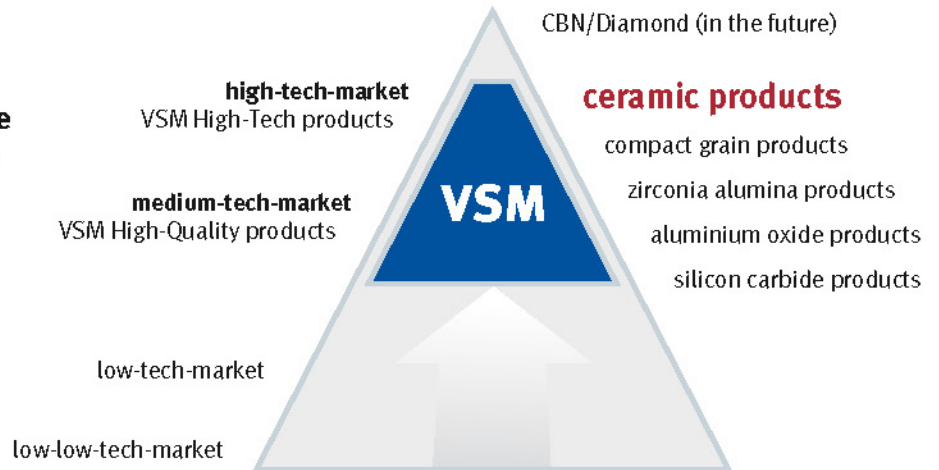 CBN/Diamond (in the future)
high-tech-market
VSM High-Tech products
ceramic products
compact grain products
zirconia alumina products
aluminium oxide products
silicon carbide products
medium-tech-market
VSM High-Quality products
VSM
low-tech-market
low-low-tech-market